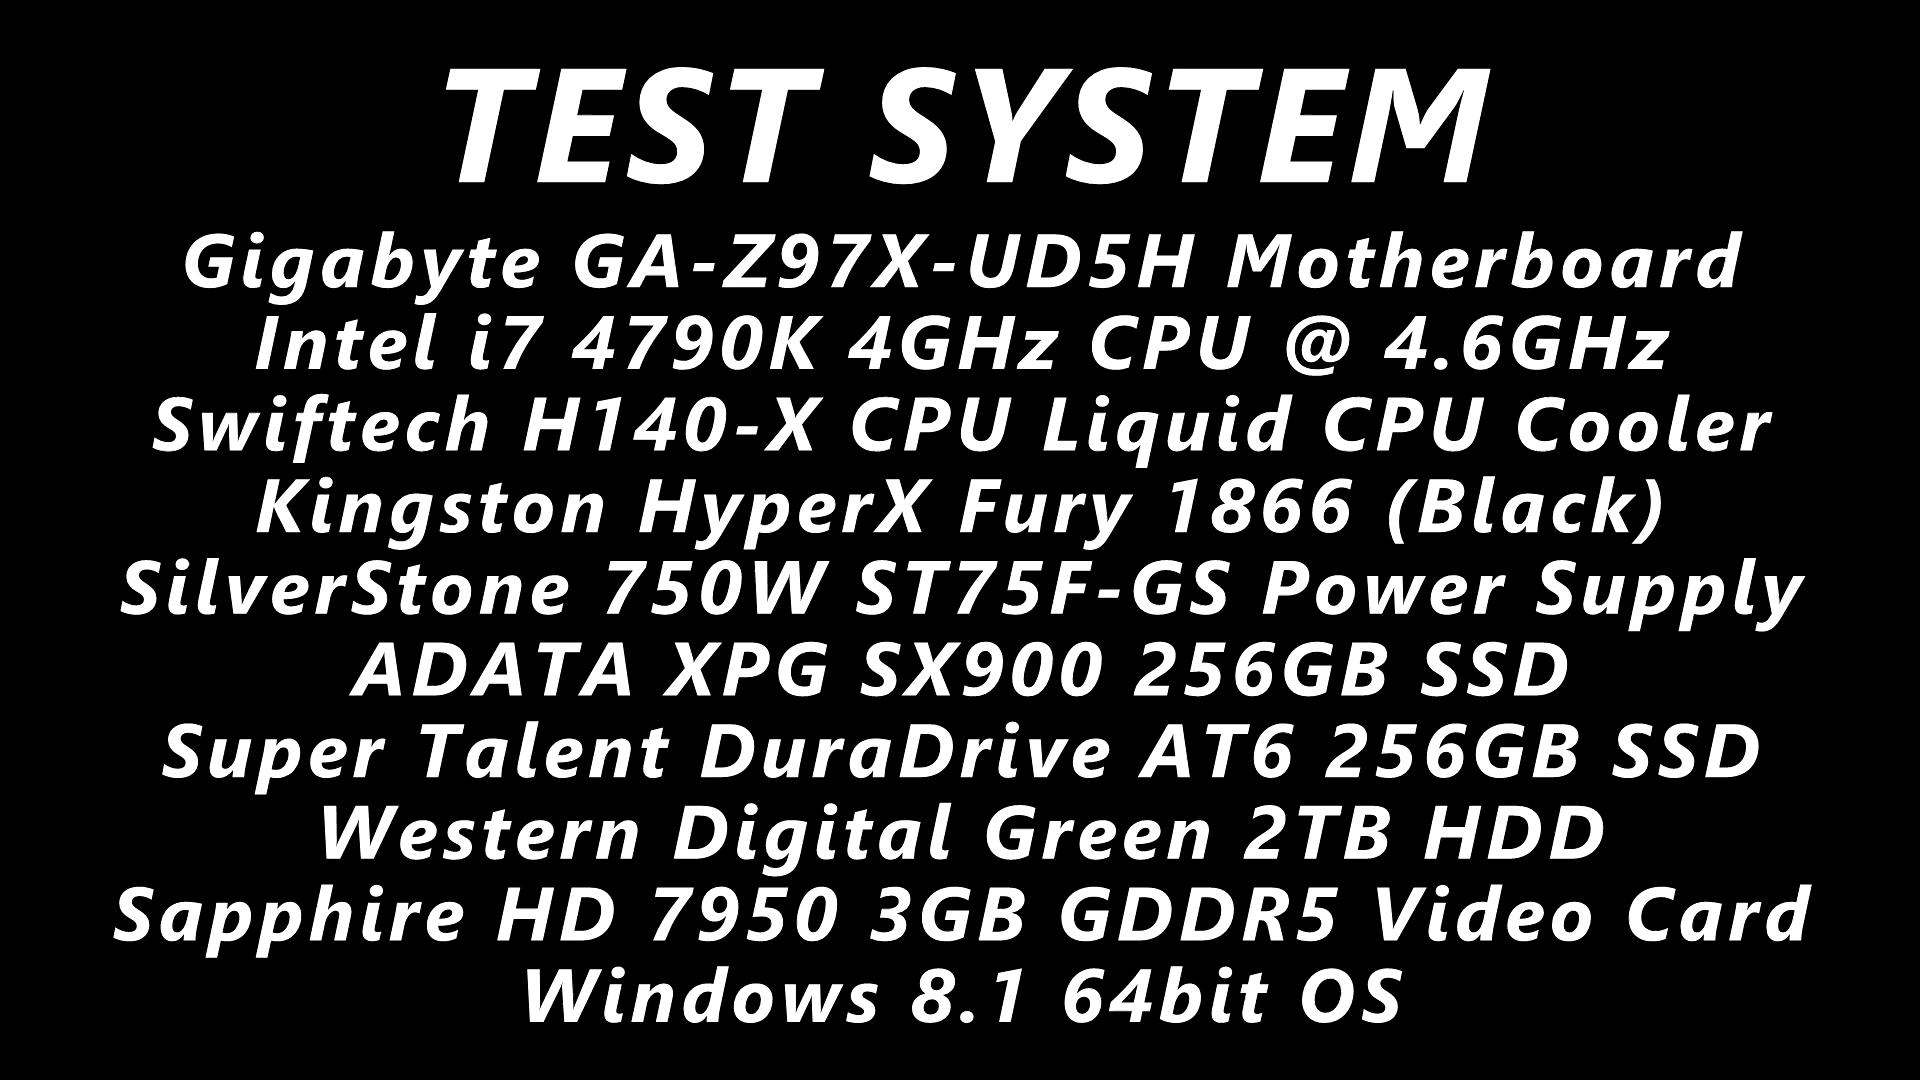 TEST SYSTEM
Gigabyte GA-Z97X-UD5H Motherboard
Intel i7 4790K 4GHz CPU @ 4.6GHz
Swiftech H140-X CPU Liquid CPU Cooler
Kingston HyperX Fury 1866 (Black)
SilverStone 750W ST75F-GS Power Supply
ADATA XPG SX900 256GB SSD
Super Talent DuraDrive AT6 256GB SSD
Western Digital Green 2TB HDD
Sapphire HD 7950 3GB GDDR5 Video Card
Windows 8.1 64bit OS